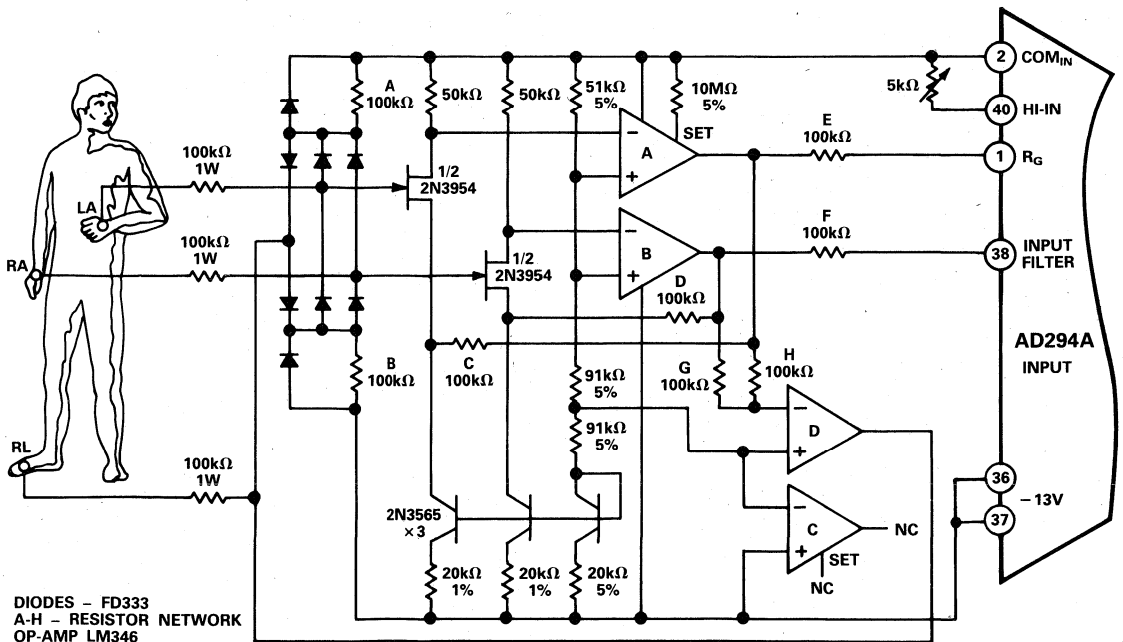 2
COM_IN
A
100kΩ
50kΩ
50kΩ
51kΩ
5%
10MΩ
5%
5kΩ
40
HI-IN
SET
E
100kΩ
1
R_G
−
A
+
100kΩ
1W
1/2
2N3954
LA
F
100kΩ
38
INPUT
FILTER
−
B
+
RA
100kΩ
1W
1/2
2N3954
D
100kΩ
AD294A
INPUT
B
100kΩ
C
100kΩ
G
100kΩ
H
100kΩ
91kΩ
5%
−
D
+
91kΩ
5%
RL
100kΩ
1W
36
−13V
37
2N3565
×3
−
C
+
NC
SET
NC
20kΩ
1%
20kΩ
1%
20kΩ
5%
DIODES – FD333
A-H – RESISTOR NETWORK
OP-AMP LM346